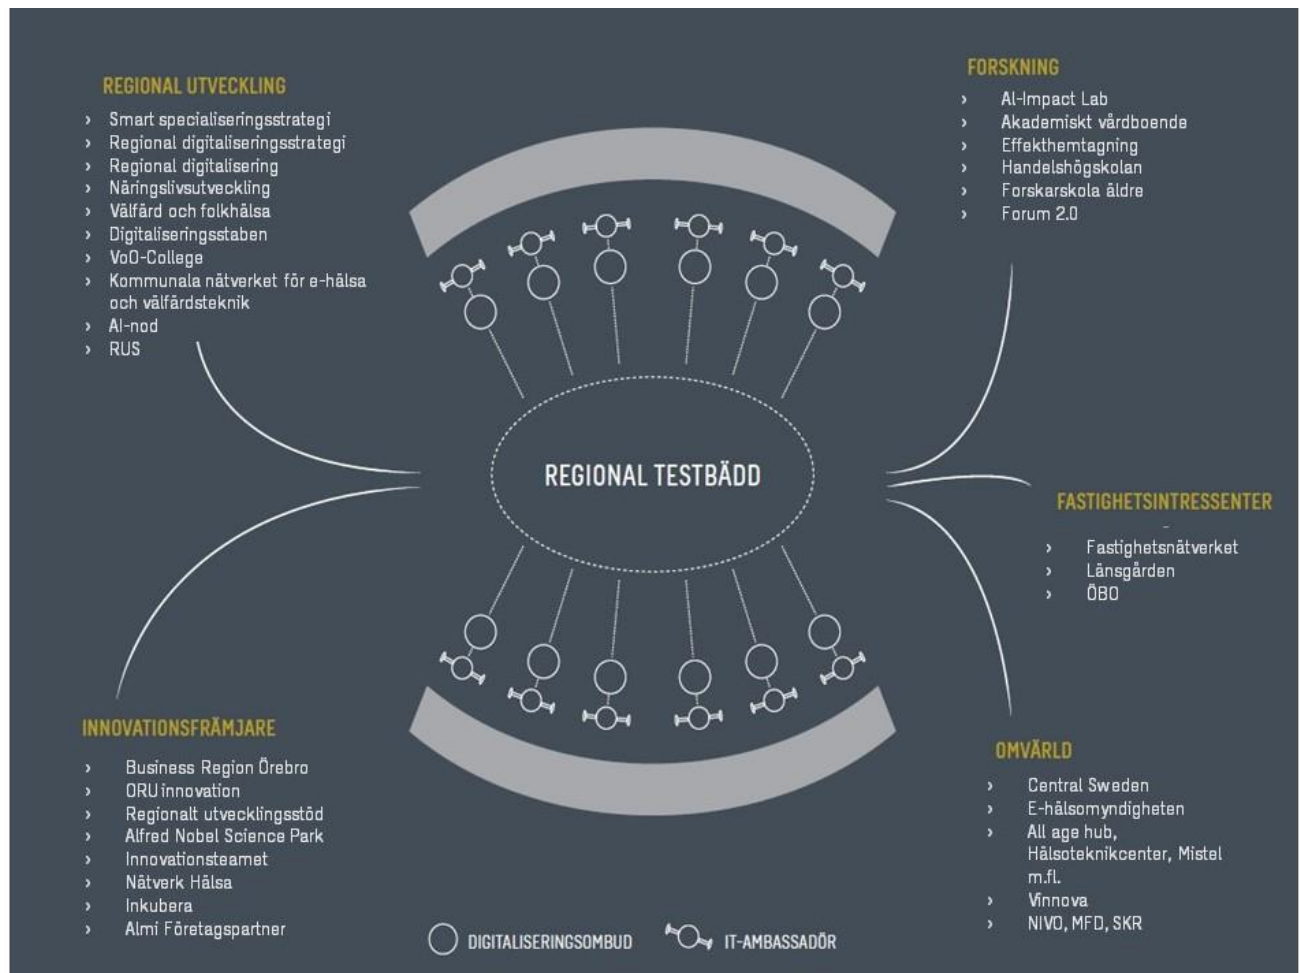 REGIONAL UTVECKLING
› Smart specialiseringsstrategi
› Regional digitaliseringsstrategi
› Regional digitalisering
› Näringslivsutveckling
› Välfärd och folkhälsa
› Digitaliseringsstaben
› VoO-College
› Kommunala nätverket för e-hälsa
och välfärdsteknik
› AI-nod
› RUS
FORSKNING
› AI-Impact Lab
› Akademiskt vårdboende
› Effekthemtagning
› Handelshögskolan
› Forskarskola äldre
› Forum 2.0
REGIONAL TESTBÄDD
FASTIGHETSINTRESSENTER
› Fastighetsnätverket
› Länsgården
› ÖBO
INNOVATIONSFRÄMJARE
› Business Region Örebro
› ORU innovation
› Regionalt utvecklingsstöd
› Alfred Nobel Science Park
› Innovationsteamet
› Nätverk Hälsa
› Inkubera
› Almi Företagspartner
OMVÄRLD
› Central Sweden
› E-hälsomyndigheten
› All age hub,
Hälsoteknikcenter, Mistel
m.fl.
› Vinnova
› NIVO, MFD, SKR
DIGITALISERINGSOMBUD
IT-AMBASSADÖR